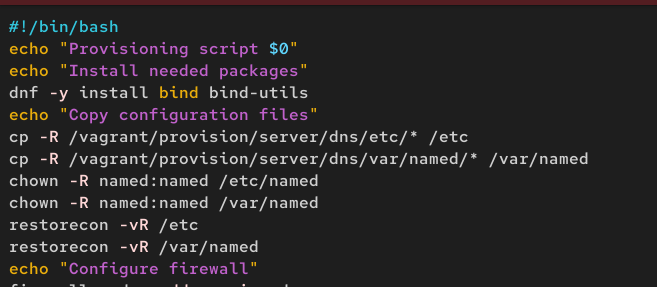 #!/bin/bash
echo "Provisioning script $0"
echo "Install needed packages"
dnf -y install bind bind-utils
echo "Copy configuration files"
cp -R /vagrant/provision/server/dns/etc/* /etc
cp -R /vagrant/provision/server/dns/var/named/* /var/named
chown -R named:named /etc/named
chown -R named:named /var/named
restorecon -vR /etc
restorecon -vR /var/named
echo "Configure firewall"